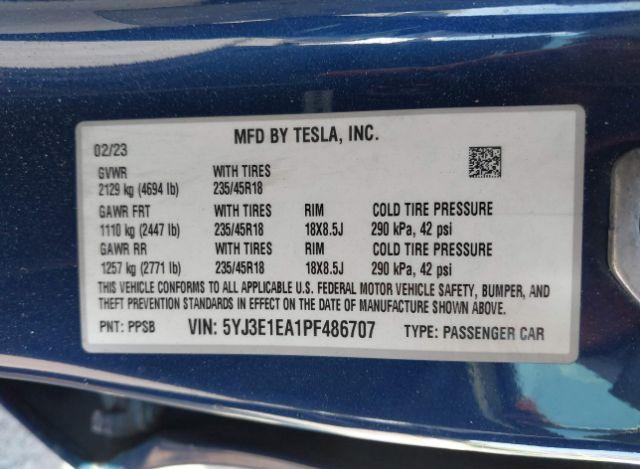 MFD BY TESLA, INC.
02/23
GVWR WITH TIRES
2129 kg (4694 lb) 235/45R18
GAWR FRT WITH TIRES RIM COLD TIRE PRESSURE
1110 kg (2447 lb) 235/45R18 18X8.5J 290 kPa, 42 psi
GAWR RR WITH TIRES RIM COLD TIRE PRESSURE
1257 kg (2771 lb) 235/45R18 18X8.5J 290 kPa, 42 psi
THIS VEHICLE CONFORMS TO ALL APPLICABLE U.S. FEDERAL MOTOR VEHICLE SAFETY, BUMPER, AND
THEFT PREVENTION STANDARDS IN EFFECT ON THE DATE OF MANUFACTURE SHOWN ABOVE.
PNT: PPSB VIN: 5YJ3E1EA1PF486707 TYPE: PASSENGER CAR